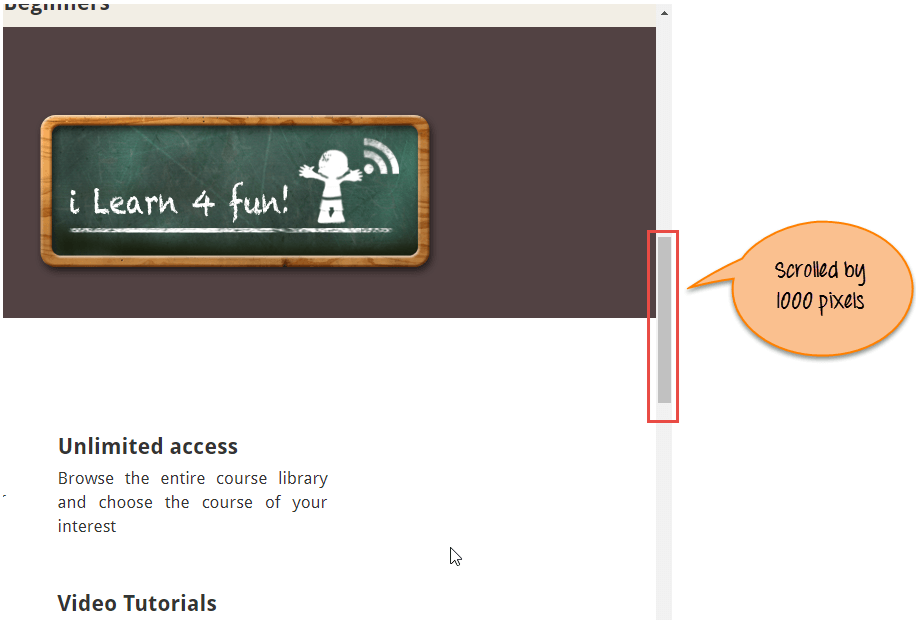 Beginners
i Learn 4 fun!
Scrolled by
1000 pixels
Unlimited access
Browse the entire course library
and choose the course of your
interest
Video Tutorials